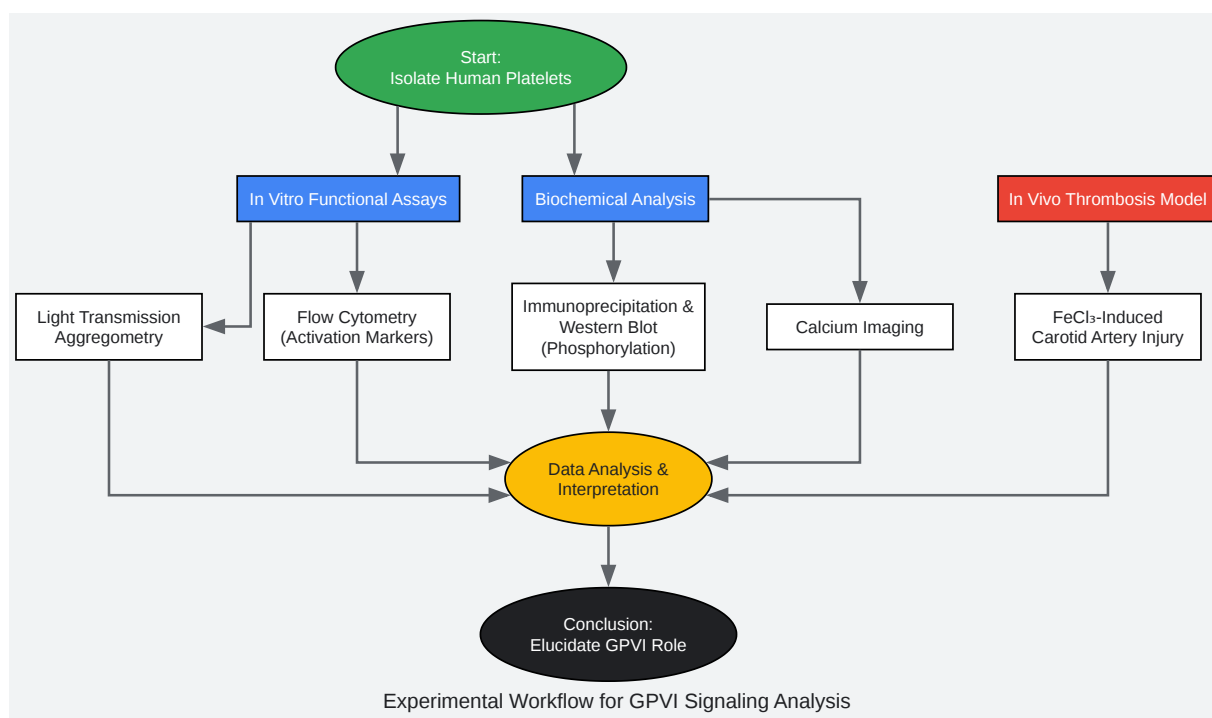 Start:
Isolate Human Platelets
In Vitro Functional Assays
Biochemical Analysis
In Vivo Thrombosis Model
Light Transmission
Aggregometry
Flow Cytometry
(Activation Markers)
Immunoprecipitation &
Western Blot
(Phosphorylation)
Calcium Imaging
FeCl₃-Induced
Carotid Artery Injury
Data Analysis &
Interpretation
Conclusion:
Elucidate GPVI Role
Experimental Workflow for GPVI Signaling Analysis